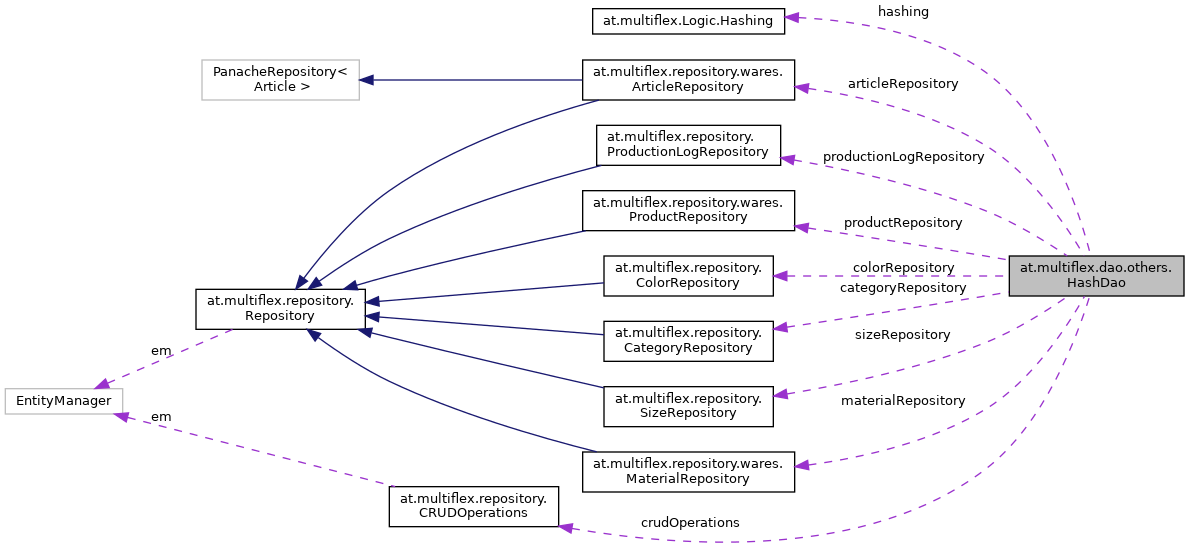 hashing
at.multiflex.Logic.Hashing
PanacheRepository<
Article >
at.multiflex.repository.wares.
ArticleRepository
articleRepository
at.multiflex.repository.
ProductionLogRepository
productionLogRepository
at.multiflex.repository.wares.
ProductRepository
productRepository
at.multiflex.repository.
ColorRepository
colorRepository
at.multiflex.dao.others.
HashDao
categoryRepository
at.multiflex.repository.
Repository
at.multiflex.repository.
CategoryRepository
sizeRepository
em
EntityManager
at.multiflex.repository.
SizeRepository
materialRepository
em
at.multiflex.repository.wares.
MaterialRepository
at.multiflex.repository.
CRUDOperations
crudOperations